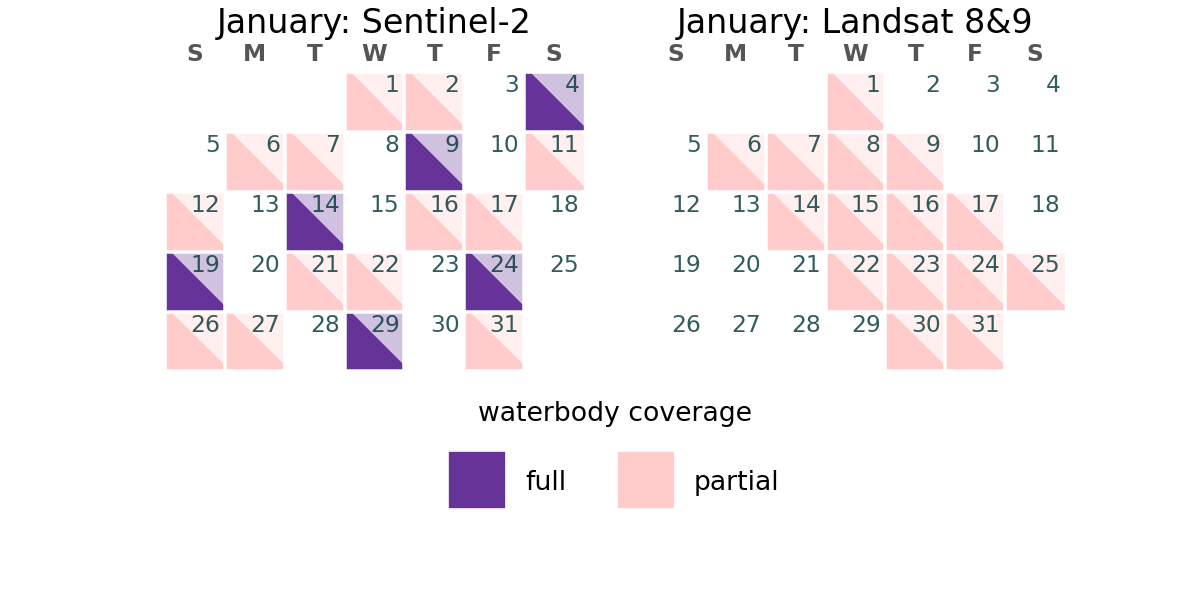 January: Sentinel-2
S M T W T F S
1 2 3 4
5 6 7 8 9 10 11
12 13 14 15 16 17 18
19 20 21 22 23 24 25
26 27 28 29 30 31
January: Landsat 8&9
S M T W T F S
1 2 3 4
5 6 7 8 9 10 11
12 13 14 15 16 17 18
19 20 21 22 23 24 25
26 27 28 29 30 31
waterbody coverage
full
partial